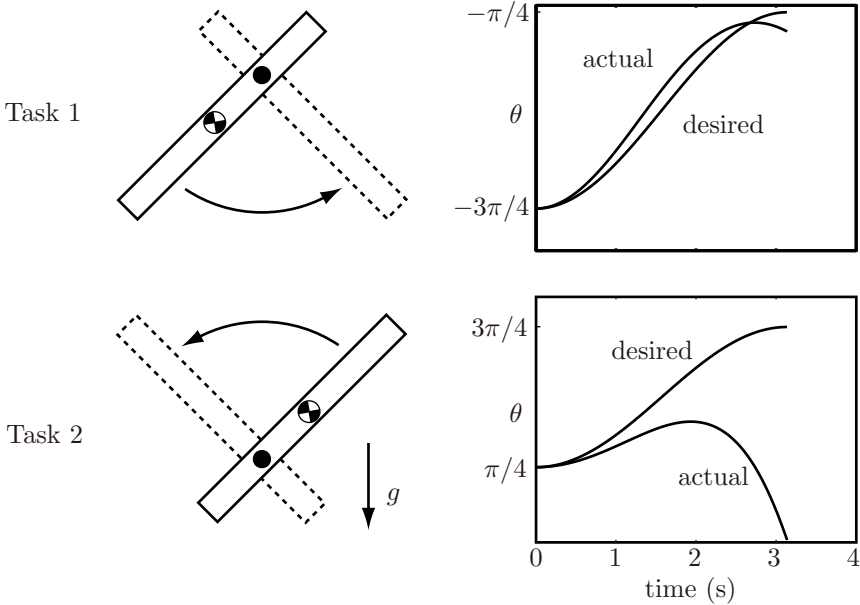 Task 1
−π/4
actual
θ
desired
−3π/4
Task 2
g
3π/4
desired
θ
π/4
actual
0 1 2 3 4
time (s)